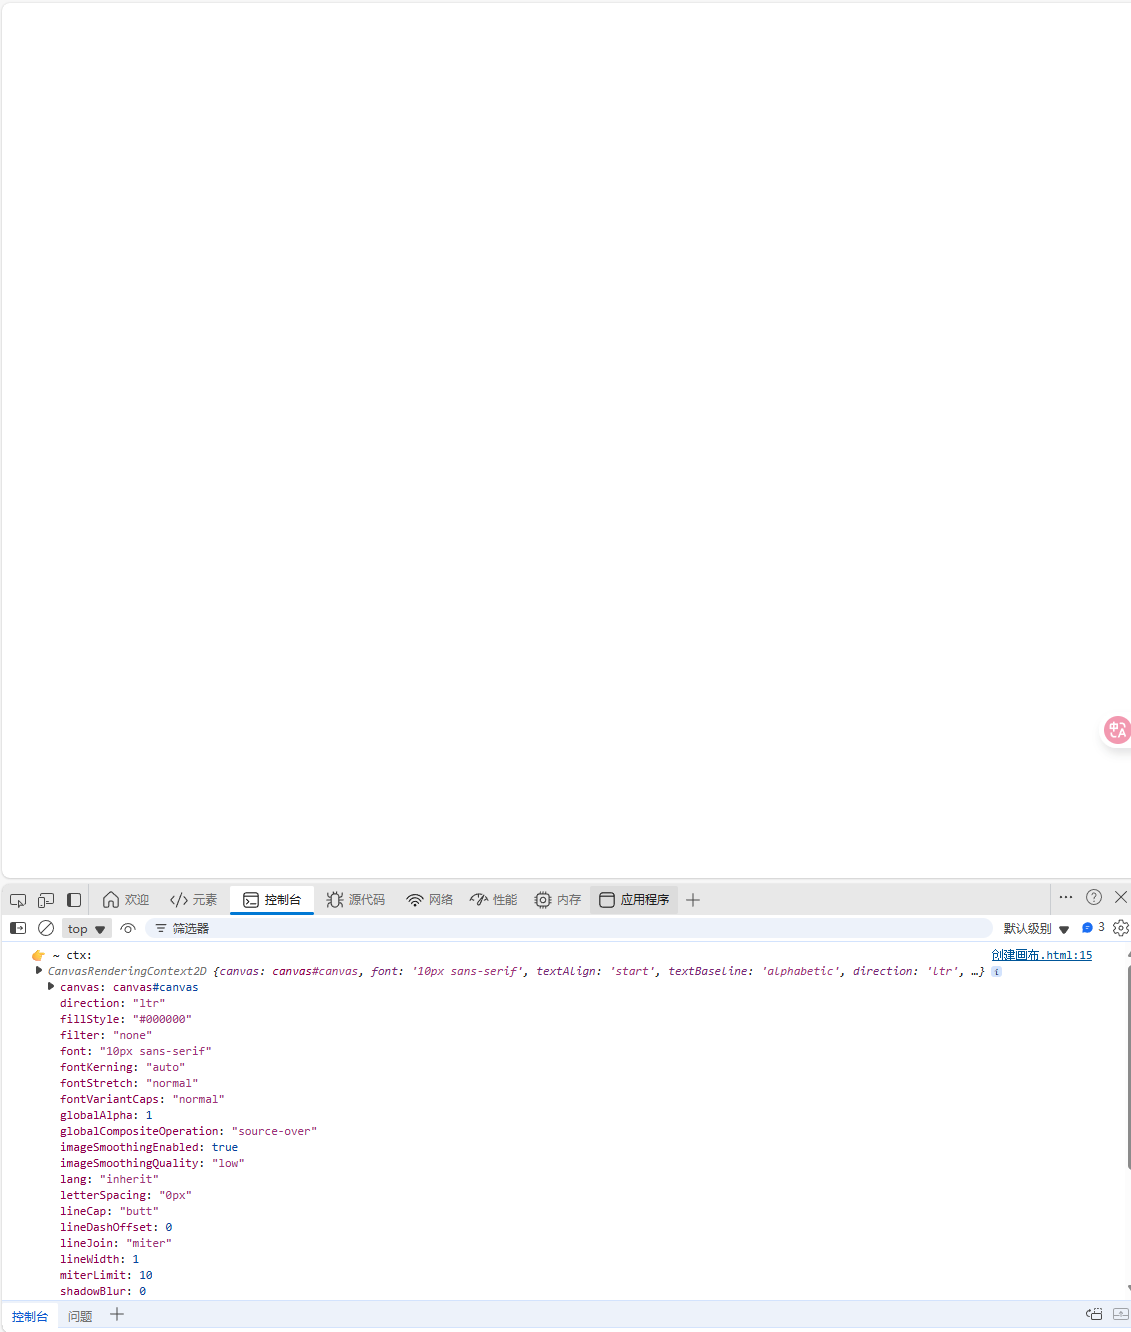 中A
欢迎 </> 元素 控制台 源代码 网络 性能 内存 应用程序
top 筛选器 默认级别 3
👉 ~ ctx: 创建画布.html:15
CanvasRenderingContext2D {canvas: canvas#canvas, font: '10px sans-serif', textAlign: 'start', textBaseline: 'alphabetic', direction: 'ltr', …} i
canvas: canvas#canvas
direction: "ltr"
fillStyle: "#000000"
filter: "none"
font: "10px sans-serif"
fontKerning: "auto"
fontStretch: "normal"
fontVariantCaps: "normal"
globalAlpha: 1
globalCompositeOperation: "source-over"
imageSmoothingEnabled: true
imageSmoothingQuality: "low"
lang: "inherit"
letterSpacing: "0px"
lineCap: "butt"
lineDashOffset: 0
lineJoin: "miter"
lineWidth: 1
miterLimit: 10
shadowBlur: 0
控制台 问题